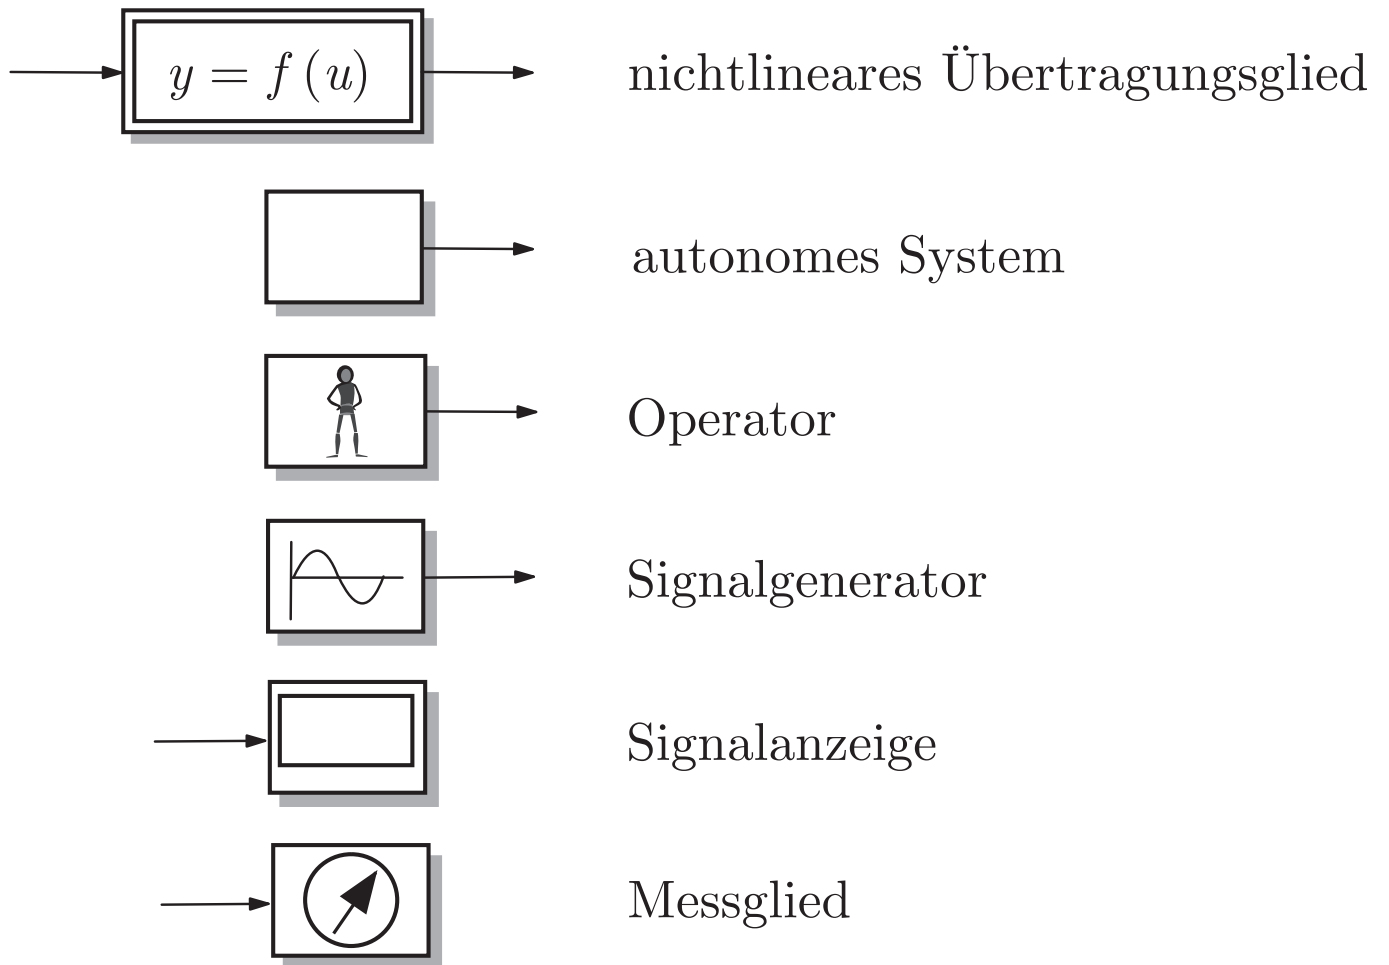 y = f (u) nichtlineares Übertragungsglied
autonomes System
Operator
Signalgenerator
Signalanzeige
Messglied